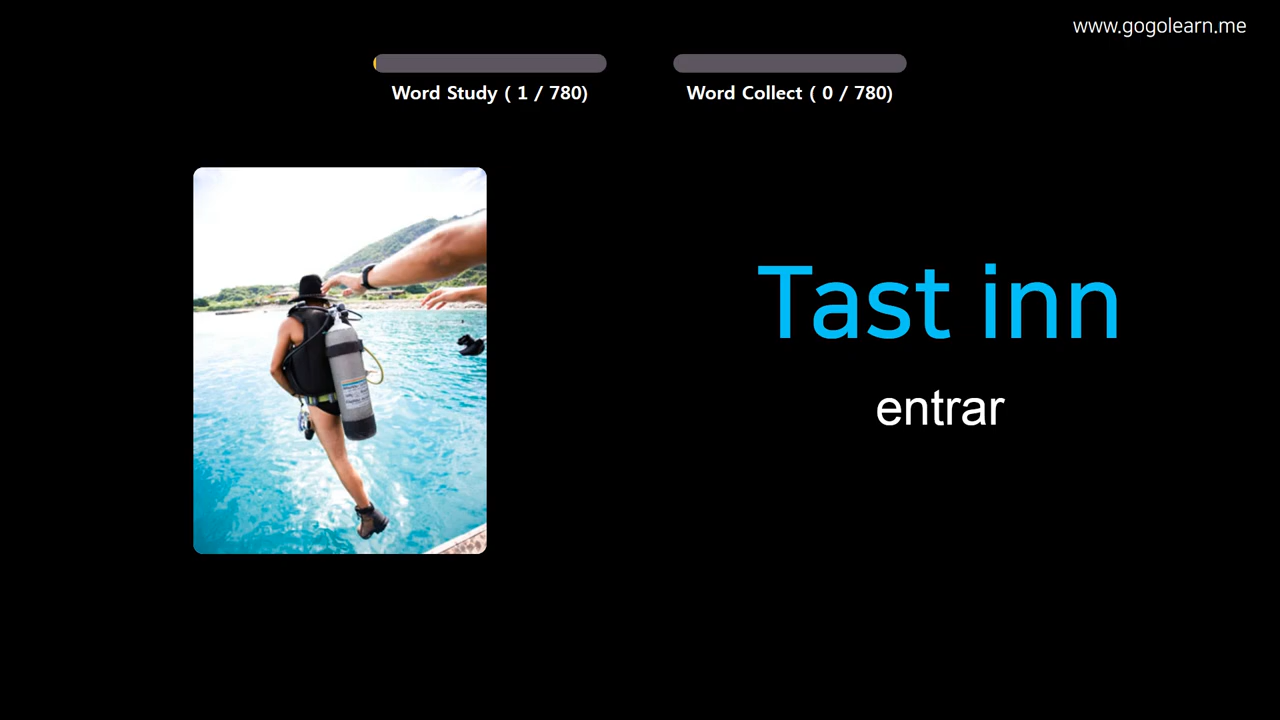 www.gogolearn.me
Word Study ( 1 / 780)
Word Collect ( 0 / 780)
Tast inn
entrar